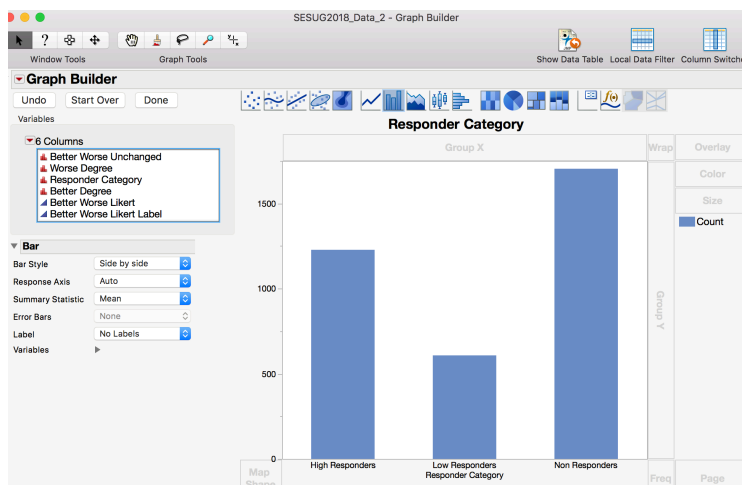 SESUG2018_Data_2 - Graph Builder
?
Window Tools
Graph Tools
Show Data Table
Local Data Filter
Column Switche
Graph Builder
Undo
Start Over
Done
Variables
6 Columns
Better Worse Unchanged
Worse Degree
Responder Category
Better Degree
Better Worse Likert
Better Worse Likert Label
Bar
Bar Style
Side by side
Response Axis
Auto
Summary Statistic
Mean
Error Bars
None
Label
No Labels
Variables
Responder Category
Group X
Wrap
Overlay
Color
Size
Count
Group Y
1500
1000
500
0
High Responders
Low Responders
Non Responders
Responder Category
Map
Shape
Freq
Page